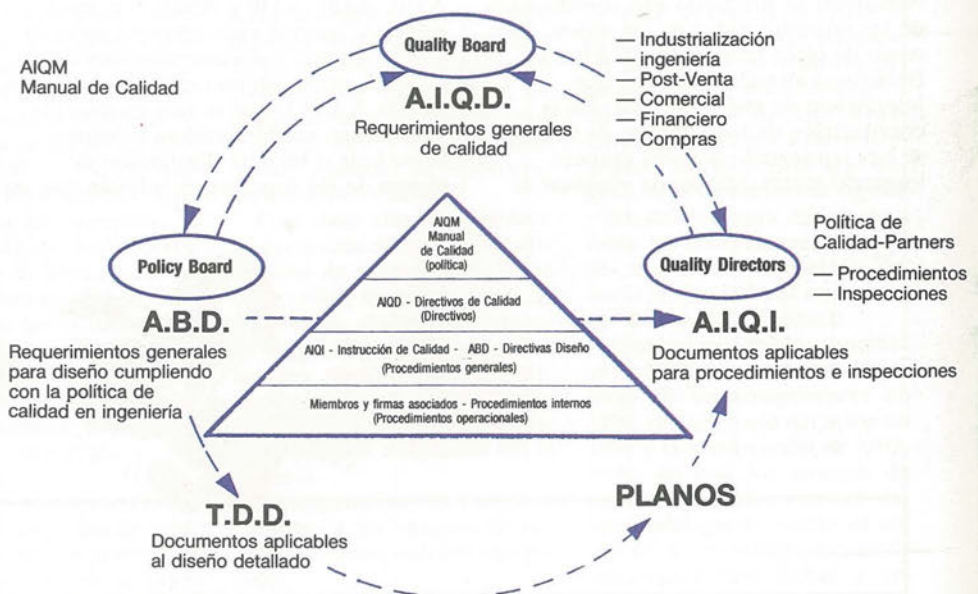 Quality Board
A.I.Q.D.
Requerimientos generales
de calidad
AIQM
Manual de Calidad
— Industrialización
— ingeniería
— Post-Venta
— Comercial
— Financiero
— Compras
Policy Board
A.B.D.
Requerimientos generales
para diseño cumpliendo
con la política de
calidad en ingeniería
AIQM
Manual
de Calidad
(política)
AIQD - Directivos de Calidad
(Directivos)
AIQI - Instrucción de Calidad - ABD - Directivas Diseño
(Procedimientos generales)
Miembros y firmas asociados - Procedimientos internos
(Procedimientos operacionales)
Quality Directors
Política de
Calidad-Partners
— Procedimientos
— Inspecciones
A.I.Q.I.
Documentos aplicables
para procedimientos e inspecciones
T.D.D.
Documentos aplicables
al diseño detallado
PLANOS